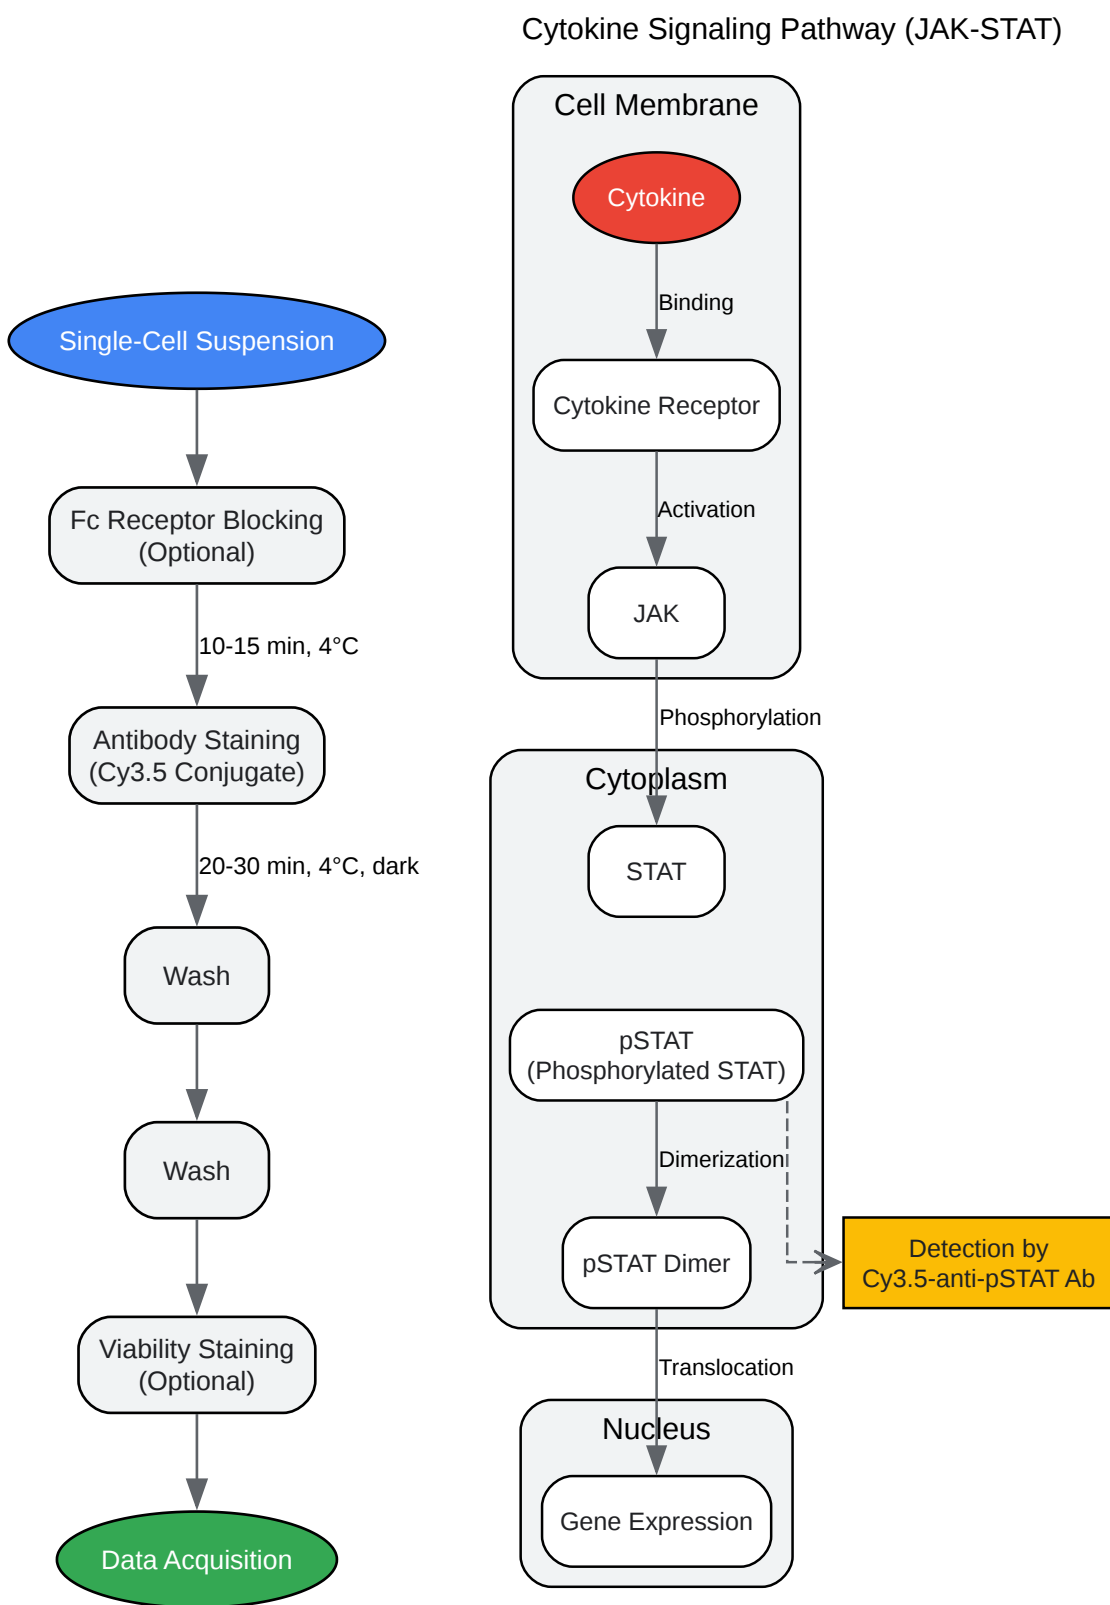 Cytokine Signaling Pathway (JAK-STAT)
Single-Cell Suspension
Fc Receptor Blocking
(Optional)
10-15 min, 4°C
Antibody Staining
(Cy3.5 Conjugate)
20-30 min, 4°C, dark
Wash
Wash
Viability Staining
(Optional)
Data Acquisition
Cell Membrane
Cytokine
Binding
Cytokine Receptor
Activation
JAK
Phosphorylation
Cytoplasm
STAT
pSTAT
(Phosphorylated STAT)
Dimerization
pSTAT Dimer
Detection by
Cy3.5-anti-pSTAT Ab
Translocation
Nucleus
Gene Expression